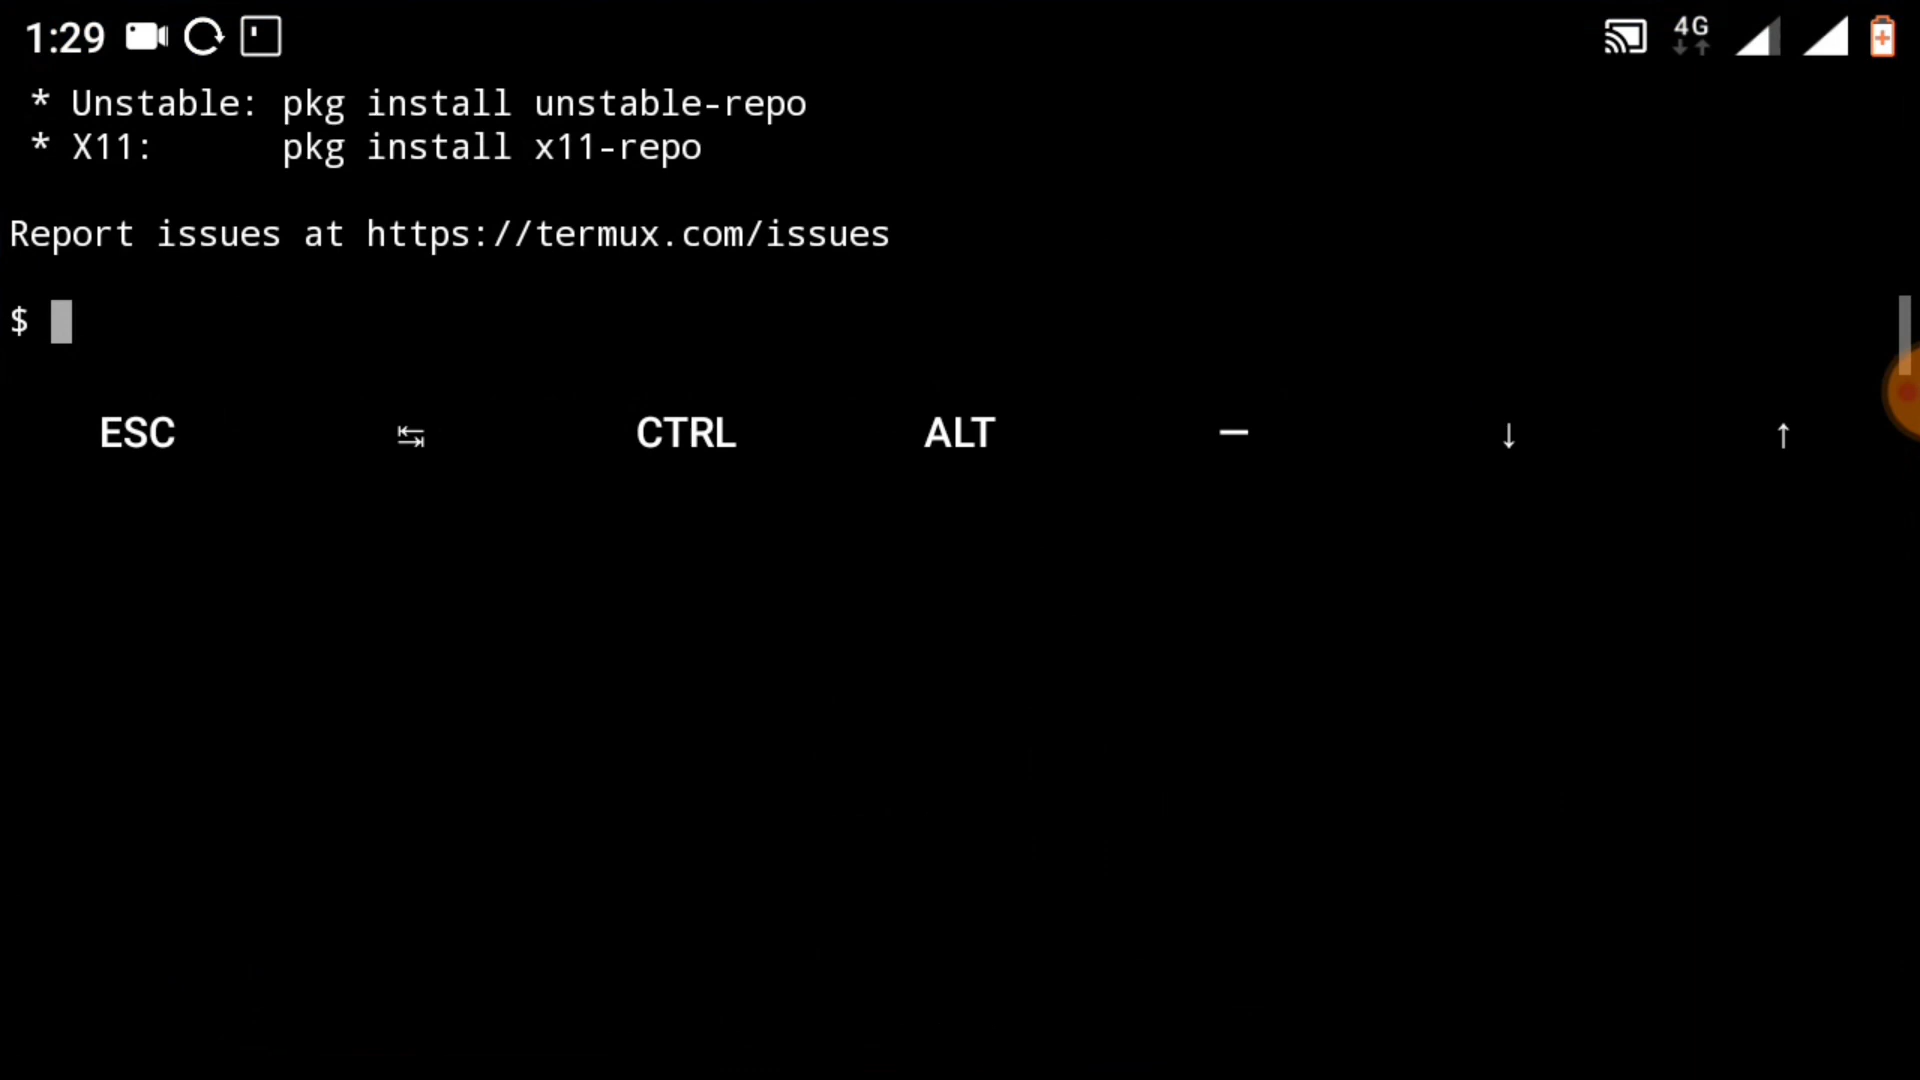 1:29 4G
* Unstable: pkg install unstable-repo
* X11: pkg install x11-repo
Report issues at https://termux.com/issues
$
ESC ⇆ CTRL ALT — ↓ ↑